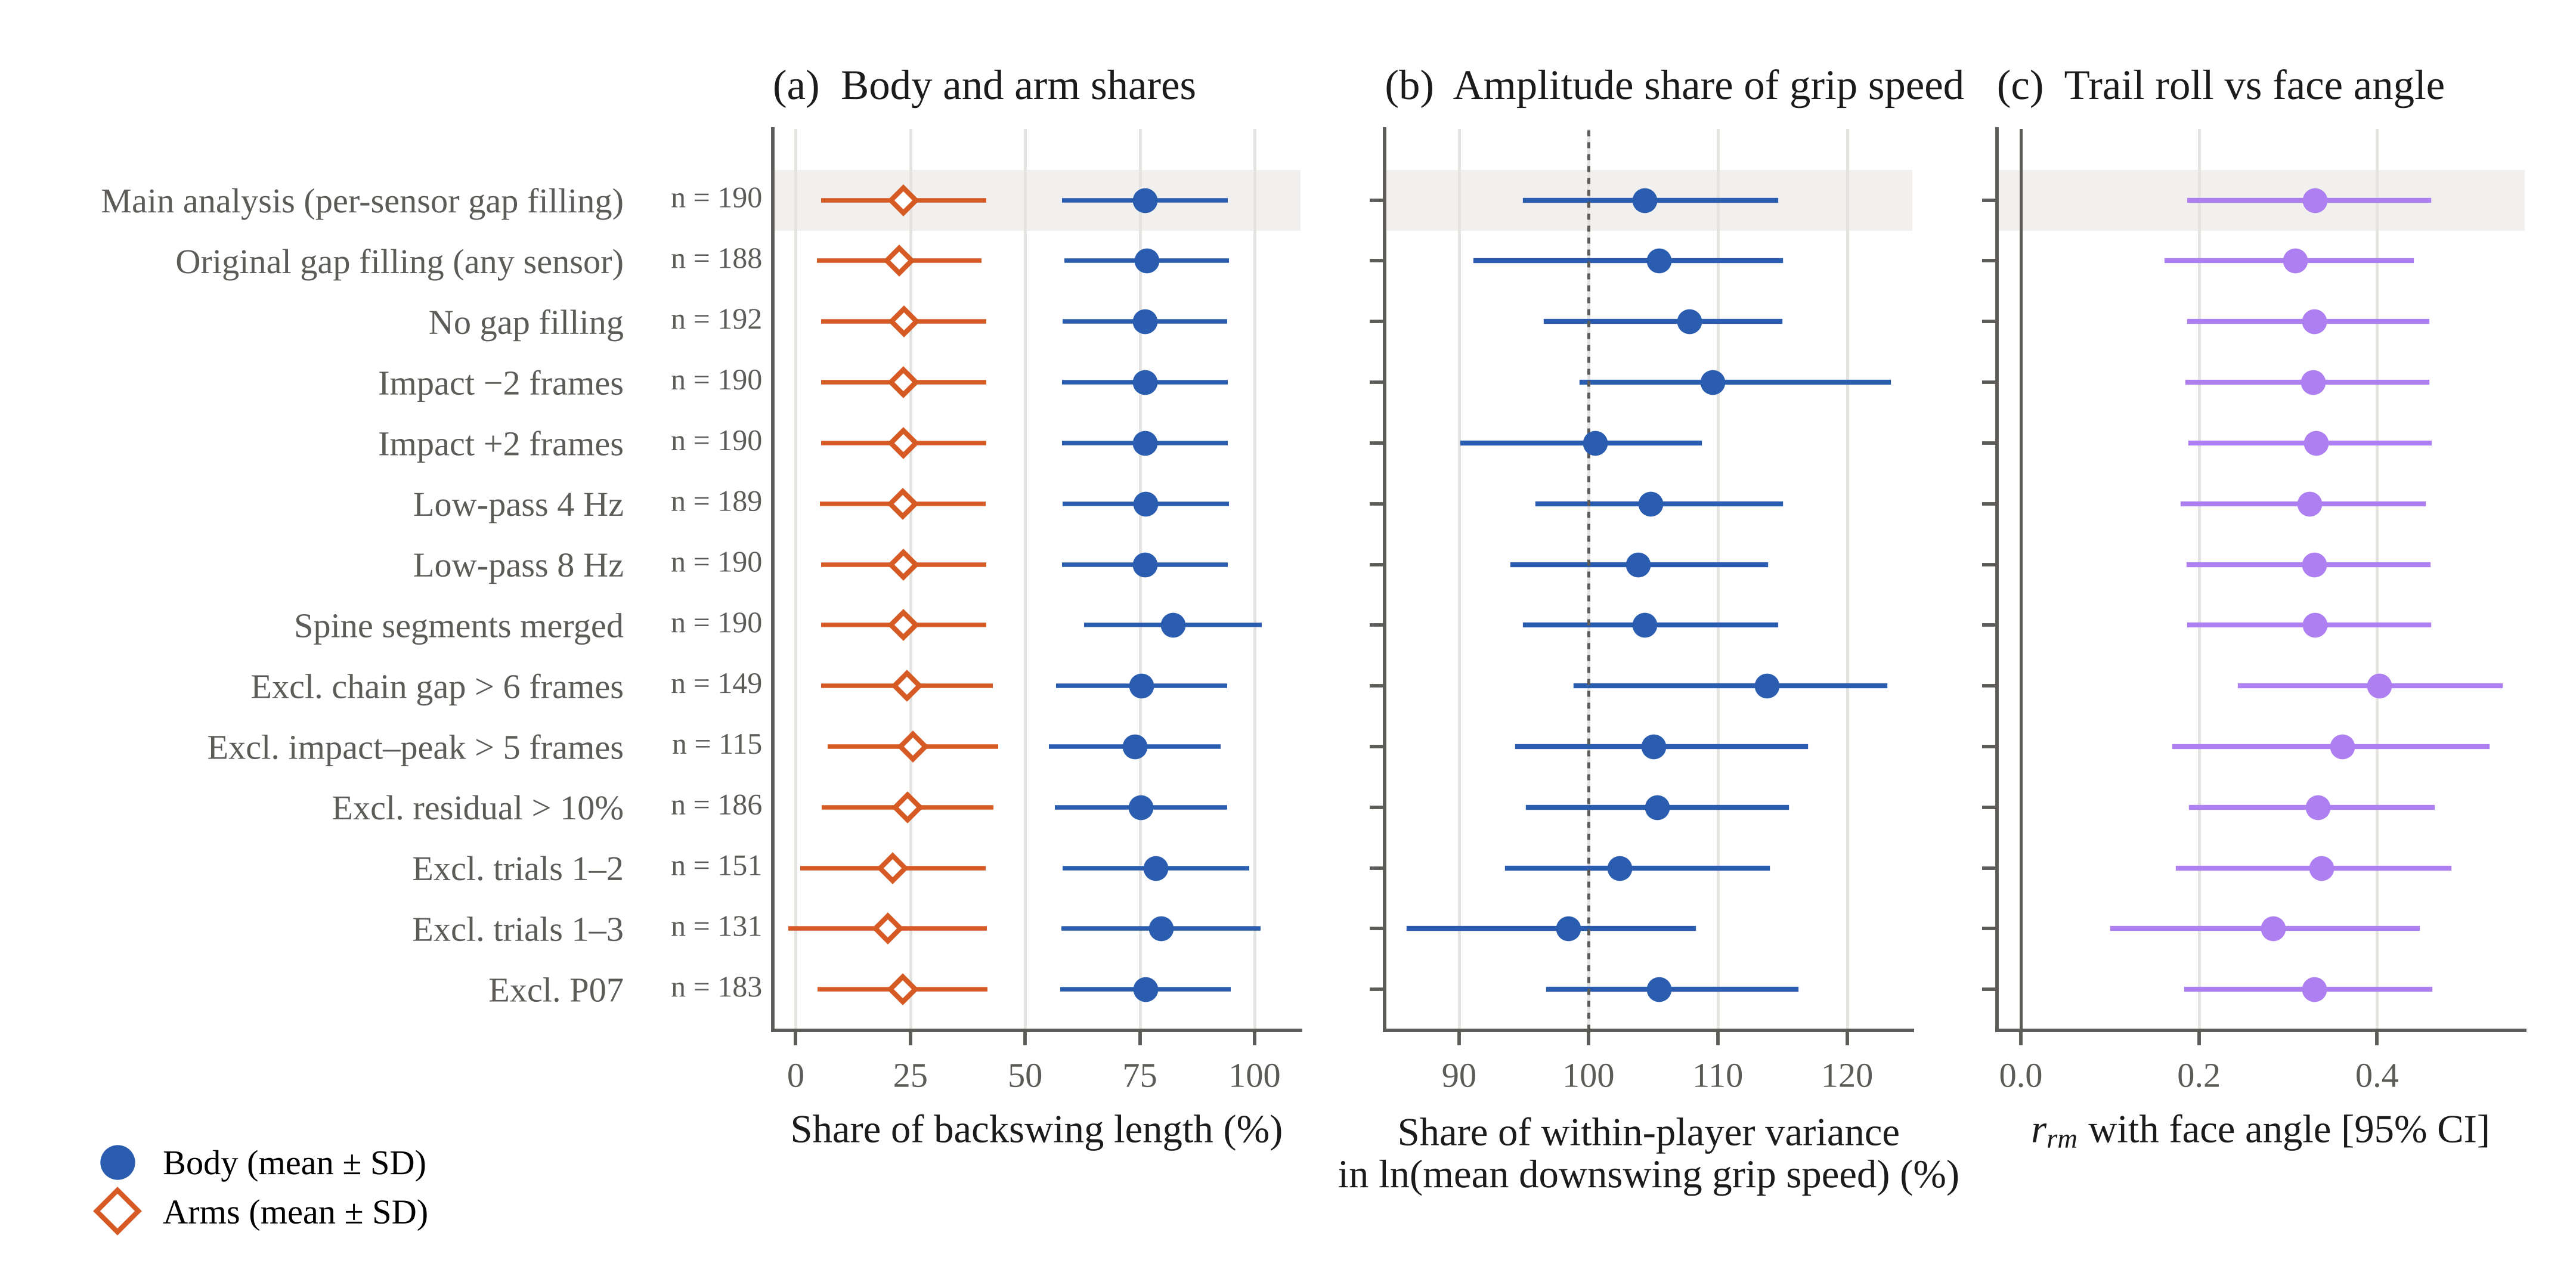 (a) Body and arm shares
(b) Amplitude share of grip speed
(c) Trail roll vs face angle
Main analysis (per-sensor gap filling) n = 190
Original gap filling (any sensor) n = 188
No gap filling n = 192
Impact −2 frames n = 190
Impact +2 frames n = 190
Low-pass 4 Hz n = 189
Low-pass 8 Hz n = 190
Spine segments merged n = 190
Excl. chain gap > 6 frames n = 149
Excl. impact–peak > 5 frames n = 115
Excl. residual > 10% n = 186
Excl. trials 1–2 n = 151
Excl. trials 1–3 n = 131
Excl. P07 n = 183
0 25 50 75 100
90 100 110 120
0.0 0.2 0.4
Share of backswing length (%)
Share of within-player variance
in ln(mean downswing grip speed) (%)
rrm with face angle [95% CI]
Body (mean ± SD)
Arms (mean ± SD)